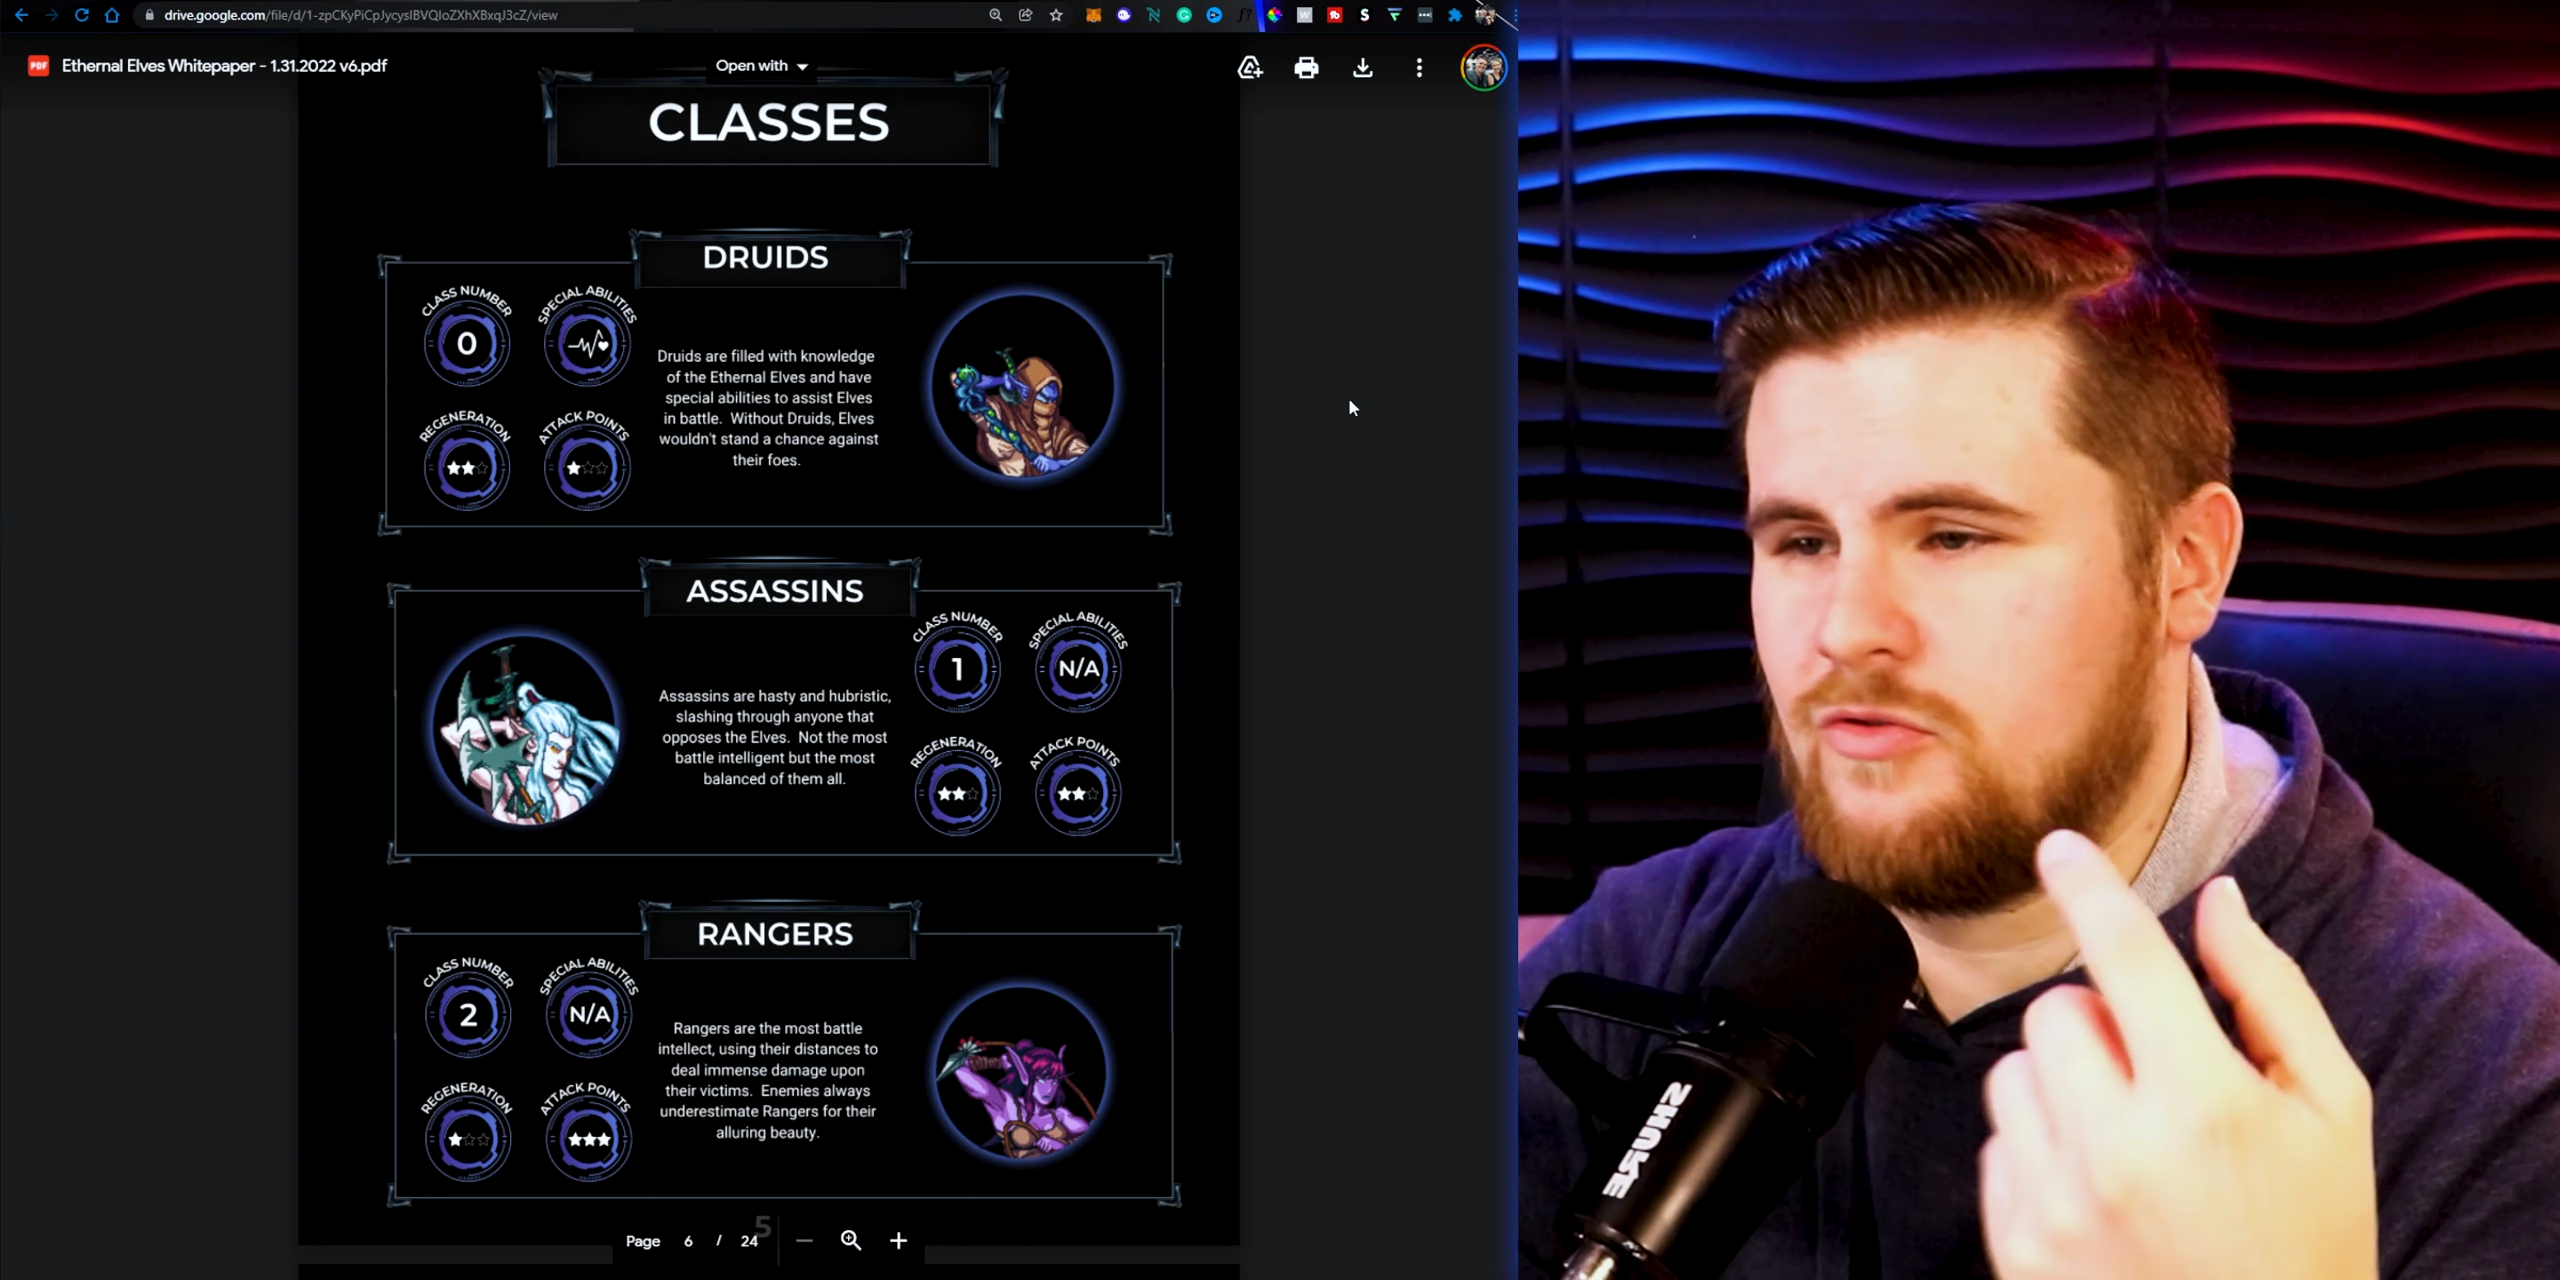 drive.google.com/file/d/1-zpCKyPiCpJycysIBVQIoZXhXBxqJ3cZ/view
PDF
Ethernal Elves Whitepaper - 1.31.2022 v6.pdf
Open with
CLASSES
DRUIDS
CLASS NUMBER
0
SPECIAL ABILITIES
REGENERATION
ATTACK POINTS
Druids are filled with knowledge
of the Ethernal Elves and have
special abilities to assist Elves
in battle. Without Druids, Elves
wouldn't stand a chance against
their foes.
ASSASSINS
Assassins are hasty and hubristic,
slashing through anyone that
opposes the Elves. Not the most
battle intelligent but the most
balanced of them all.
CLASS NUMBER
1
SPECIAL ABILITIES
N/A
REGENERATION
ATTACK POINTS
RANGERS
CLASS NUMBER
2
SPECIAL ABILITIES
N/A
REGENERATION
ATTACK POINTS
Rangers are the most battle
intellect, using their distances to
deal immense damage upon
their victims. Enemies always
underestimate Rangers for their
alluring beauty.
5
Page 6 / 24
SHURE